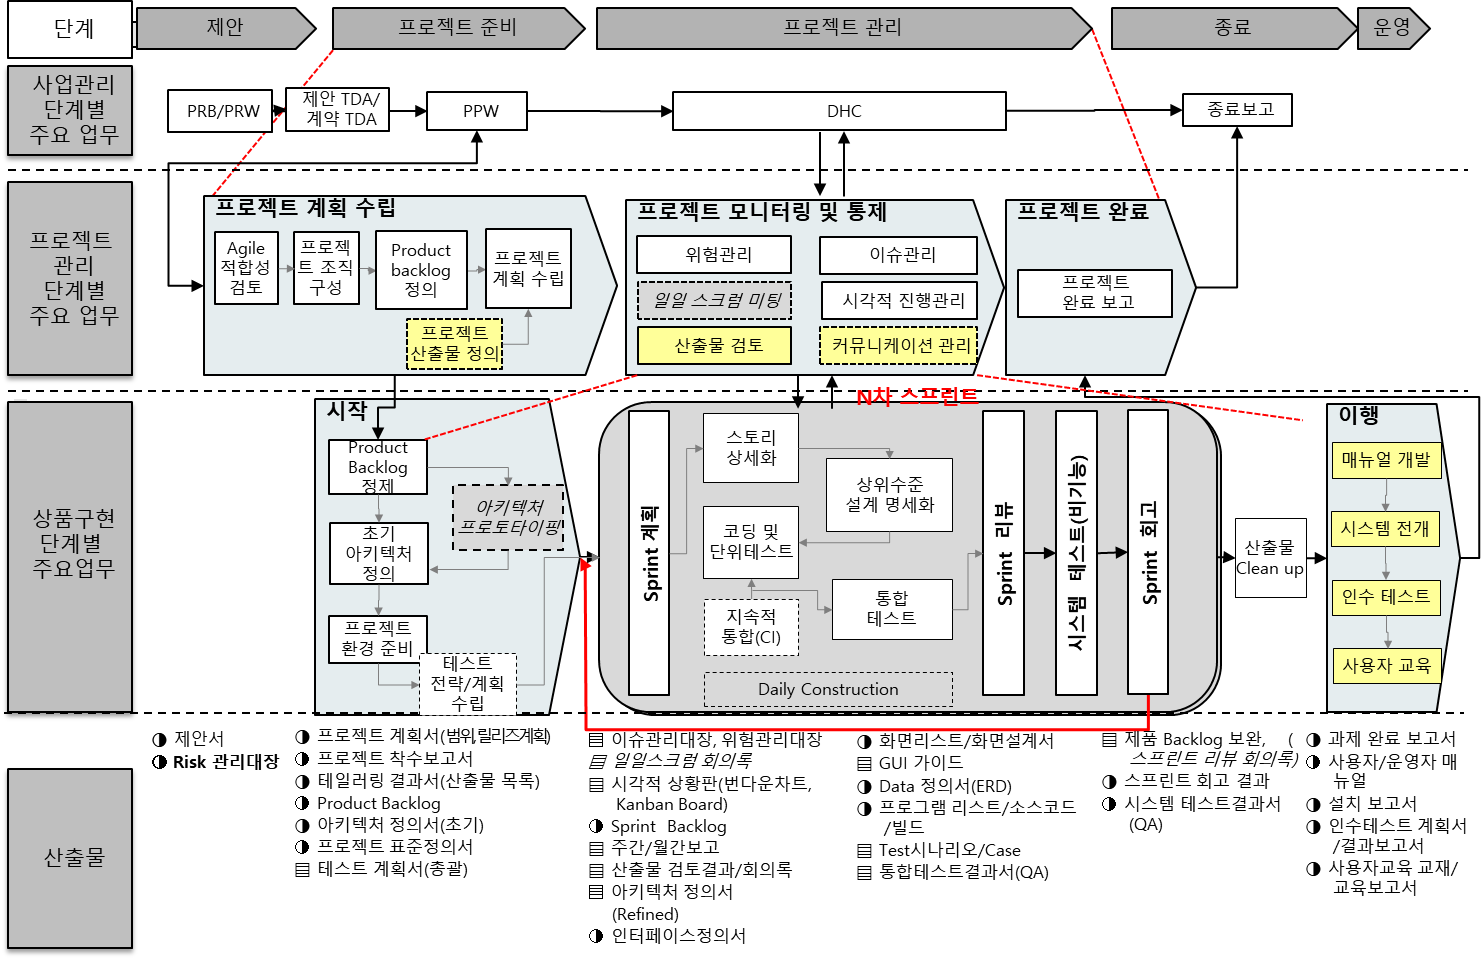 단계
제안
프로젝트 준비
프로젝트 관리
종료
운영
사업관리
단계별
주요 업무
PRB/PRW
제안 TDA/
계약 TDA
PPW
DHC
종료보고
프로젝트
관리
단계별
주요 업무
프로젝트 계획 수립
Agile
적합성
검토
프로젝
트 조직
구성
Product
backlog
정의
프로젝트
계획 수립
프로젝트
산출물 정의
프로젝트 모니터링 및 통제
위험관리
이슈관리
일일 스크럼 미팅
시각적 진행관리
산출물 검토
커뮤니케이션 관리
프로젝트 완료
프로젝트
완료 보고
상품구현
단계별
주요업무
시작
Product
Backlog
정제
아키텍처
프로토타이핑
초기
아키텍처
정의
프로젝트
환경 준비
테스트
전략/계획
수립
N차 스프린트
Sprint 계획
스토리
상세화
상위수준
설계 명세화
코딩 및
단위테스트
지속적
통합(CI)
통합
테스트
Daily Construction
Sprint 리뷰
시스템 테스트(비기능)
Sprint 회고
산출물
Clean up
이행
매뉴얼 개발
시스템 전개
인수 테스트
사용자 교육
산출물
제안서
Risk 관리대장
프로젝트 계획서(범위,릴리즈계획)
프로젝트 착수보고서
테일러링 결과서(산출물 목록)
Product Backlog
아키텍처 정의서(초기)
프로젝트 표준정의서
테스트 계획서(총괄)
이슈관리대장, 위험관리대장
일일스크럼 회의록
시각적 상황판(번다운차트,
Kanban Board)
Sprint Backlog
주간/월간보고
산출물 검토결과/회의록
아키텍처 정의서
(Refined)
인터페이스정의서
화면리스트/화면설계서
GUI 가이드
Data 정의서(ERD)
프로그램 리스트/소스코드
/빌드
Test시나리오/Case
통합테스트결과서(QA)
제품 Backlog 보완, (
스프린트 리뷰 회의록)
스프린트 회고 결과
시스템 테스트결과서
(QA)
과제 완료 보고서
사용자/운영자 매
뉴얼
설치 보고서
인수테스트 계획서
/결과보고서
사용자교육 교재/
교육보고서